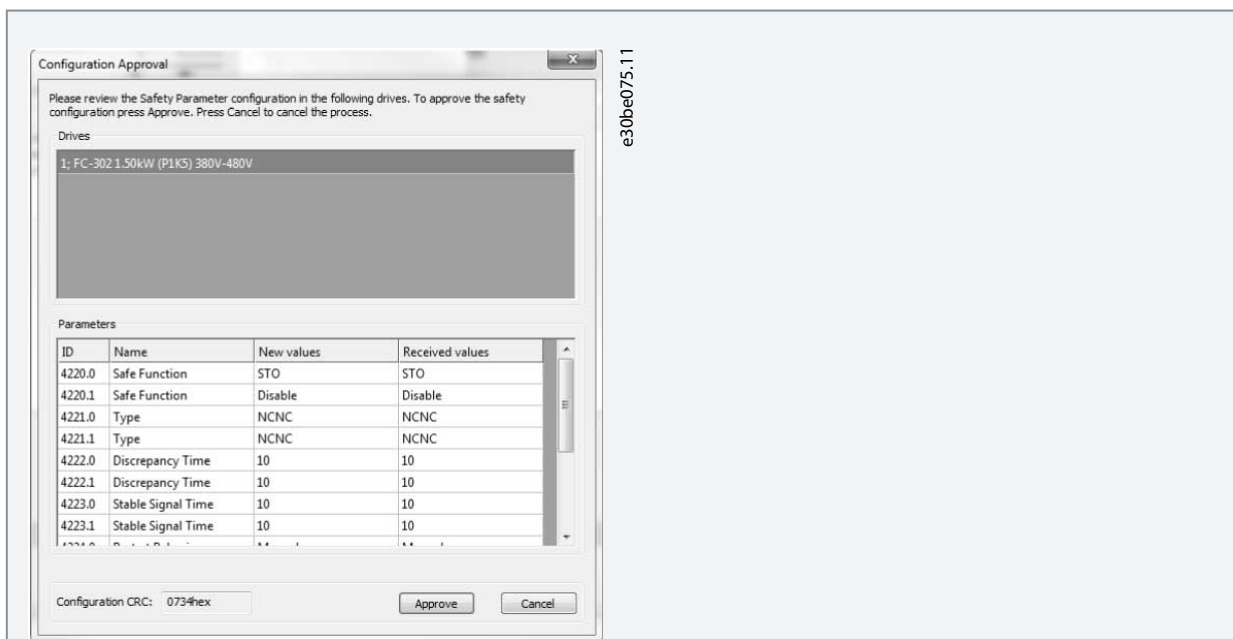 Configuration Approval
Please review the Safety Parameter configuration in the following drives. To approve the safety
configuration press Approve. Press Cancel to cancel the process.
Drives
1; FC-302 1.50kW (P1K5) 380V-480V
Parameters
ID Name New values Received values
4220.0 Safe Function STO STO
4220.1 Safe Function Disable Disable
4221.0 Type NCNC NCNC
4221.1 Type NCNC NCNC
4222.0 Discrepancy Time 10 10
4222.1 Discrepancy Time 10 10
4223.0 Stable Signal Time 10 10
4223.1 Stable Signal Time 10 10
Configuration CRC: 0734hex
Approve Cancel
e30be075.11